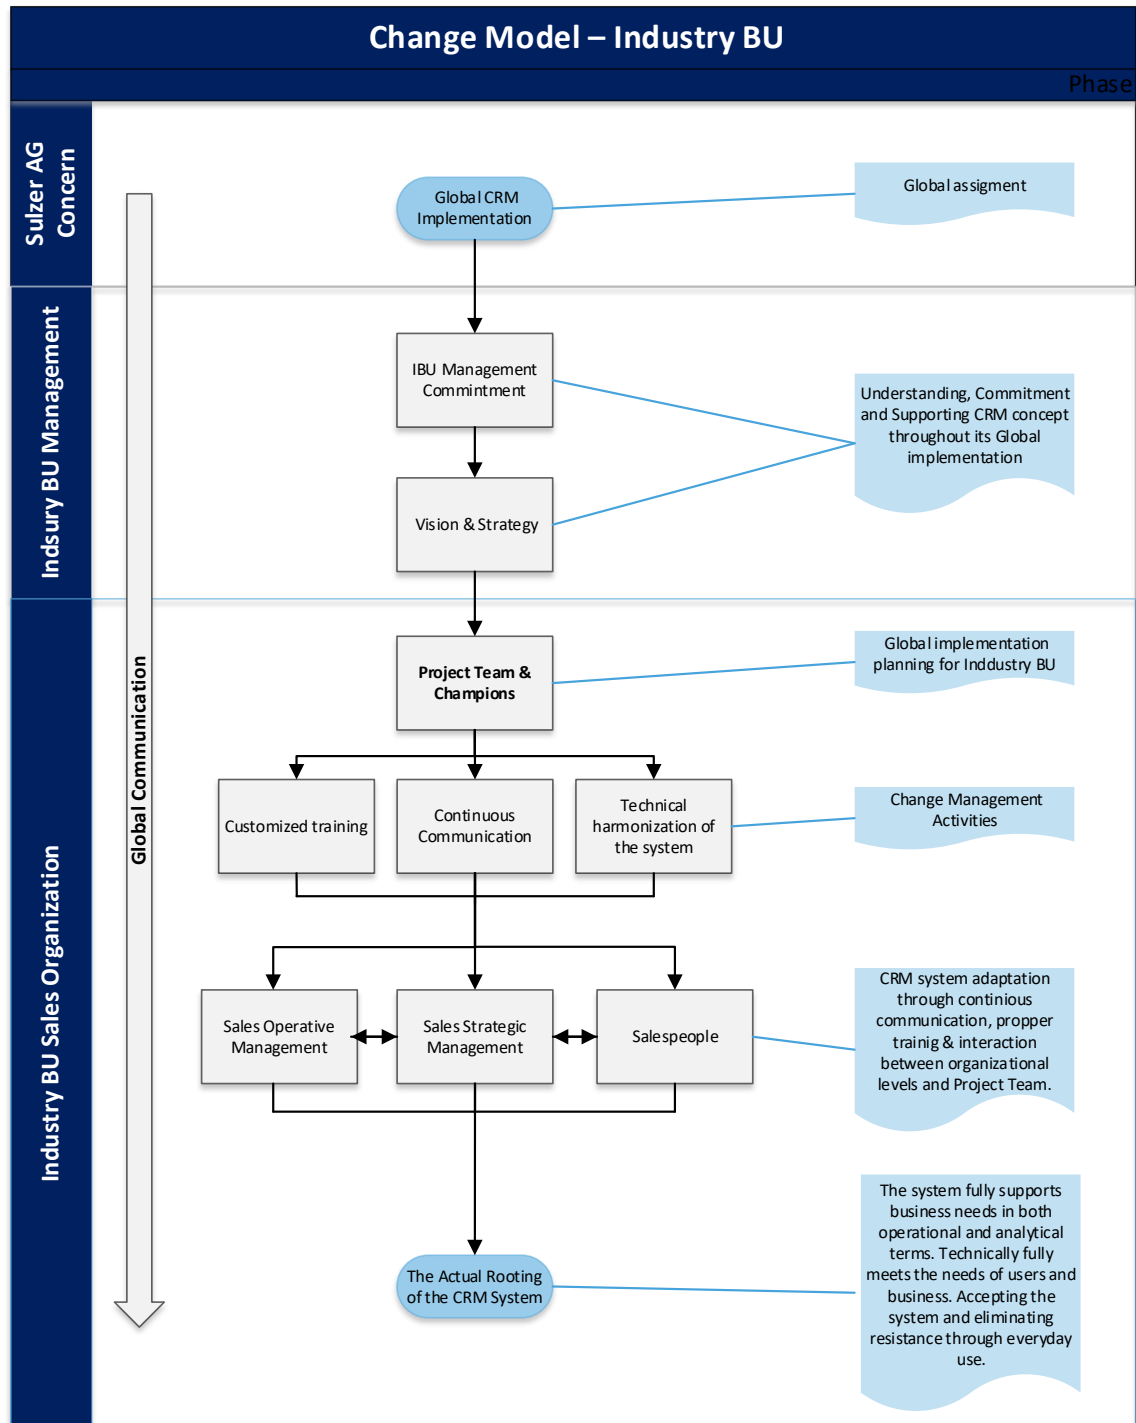 Change Model – Industry BU
Phase
Sulzer AG
Concern
Global CRM
Implementation
Global assigment
Indsury BU Management
IBU Management
Commintment
Understanding, Commitment
and Supporting CRM concept
throughout its Global
implementation
Vision & Strategy
Industry BU Sales Organization
Global Communication
Project Team &
Champions
Global implementation
planning for Inddustry BU
Customized training
Continuous
Communication
Technical
harmonization of
the system
Change Management
Activities
Sales Operative
Management
Sales Strategic
Management
Salespeople
CRM system adaptation
through continious
communication, propper
trainig & interaction
between organizational
levels and Project Team.
The Actual Rooting
of the CRM System
The system fully supports
business needs in both
operational and analytical
terms. Technically fully
meets the needs of users and
business. Accepting the
system and eliminating
resistance through everyday
use.